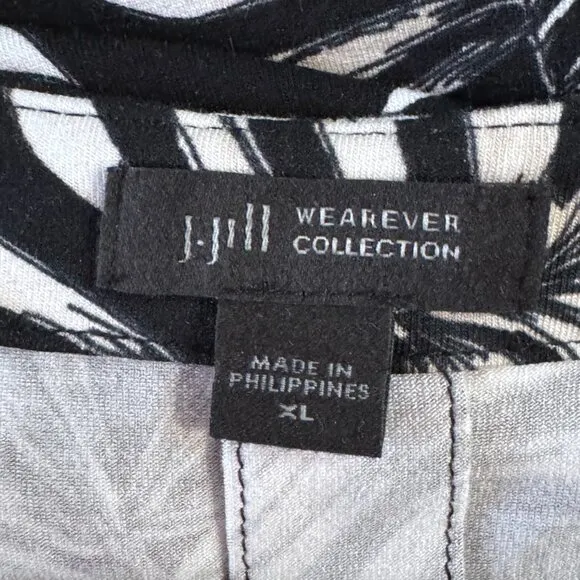 J.Jill
WEAREVER
COLLECTION
MADE IN
PHILIPPINES
XL